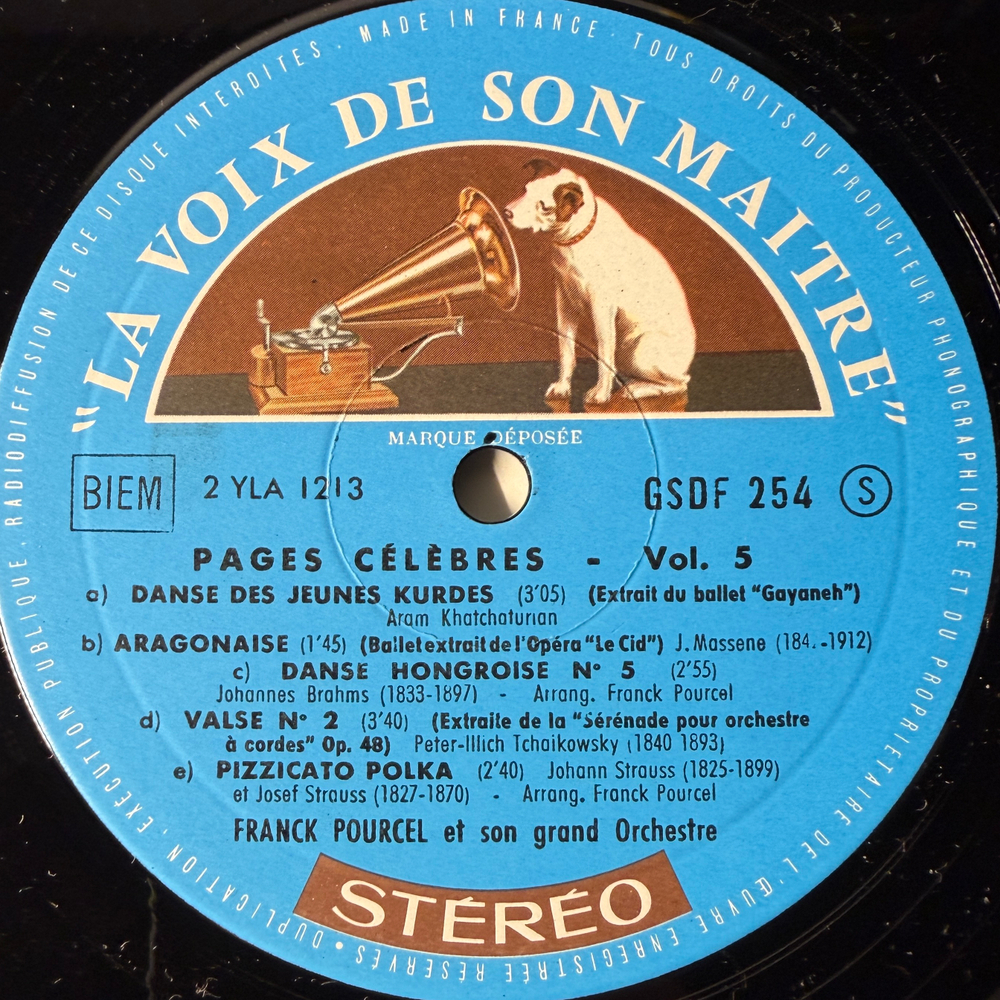 MADE IN FRANCE · TOUS DROITS DU PRODUCTEUR PHONOGRAPHIQUE ET DU PROPRIETAIRE DE L'ŒUVRE ENREGISTRÉE RÉSERVÉS • DUPLICATION, EXÉCUTION PUBLIQUE, RADIODIFFUSION DE CE DISQUE INTERDITES .
"LA VOIX DE SON MAITRE"
MARQUE DÉPOSÉE
BIEM 2 YLA 1213 GSDF 254 S
PAGES CÉLÈBRES - Vol. 5
a) DANSE DES JEUNES KURDES (3'05) (Extrait du ballet "Gayaneh")
Aram Khatchaturian
b) ARAGONAISE (1'45) (Ballet extrait de l'Opéra "Le Cid") J. Massene (184. -1912)
c) DANSE HONGROISE N° 5 (2'55)
Johannes Brahms (1833-1897) - Arrang. Franck Pourcel
d) VALSE N° 2 (3'40) (Extraite de la "Sérénade pour orchestre
à cordes" Op. 48) Peter-Illich Tchaikowsky (1840 1893)
e) PIZZICATO POLKA (2'40) Johann Strauss (1825-1899)
et Josef Strauss (1827-1870) - Arrang. Franck Pourcel
FRANCK POURCEL et son grand Orchestre
STÉRÉO